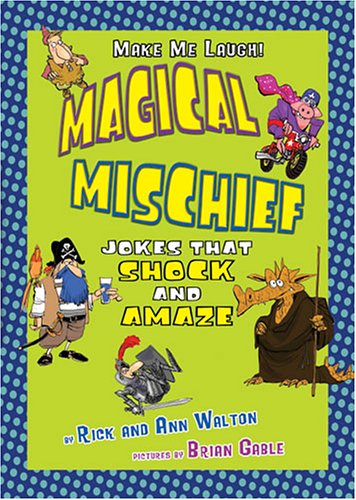 Make Me Laugh!
MAGICAL
MISCHIEF
JOKES THAT
SHOCK
AND
AMAZE
BY RICK AND ANN WALTON
PICTURES BY BRIAN GABLE